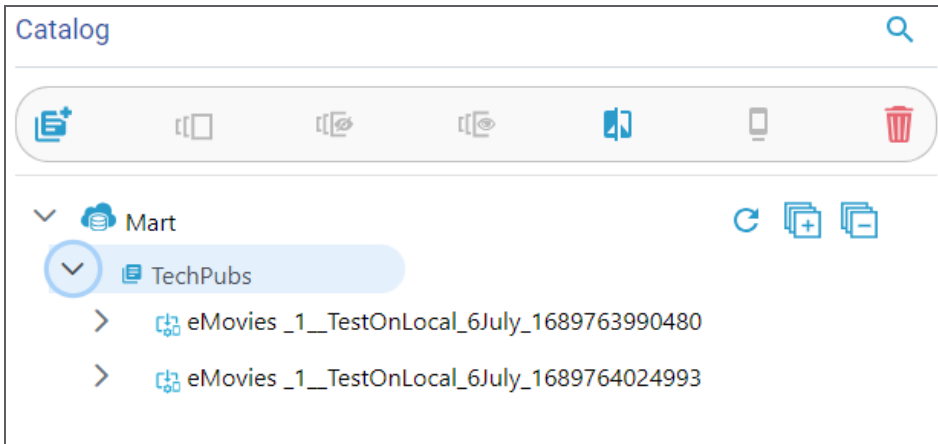 Catalog
Mart
TechPubs
eMovies _1__TestOnLocal_6July_1689763990480
eMovies _1__TestOnLocal_6July_1689764024993